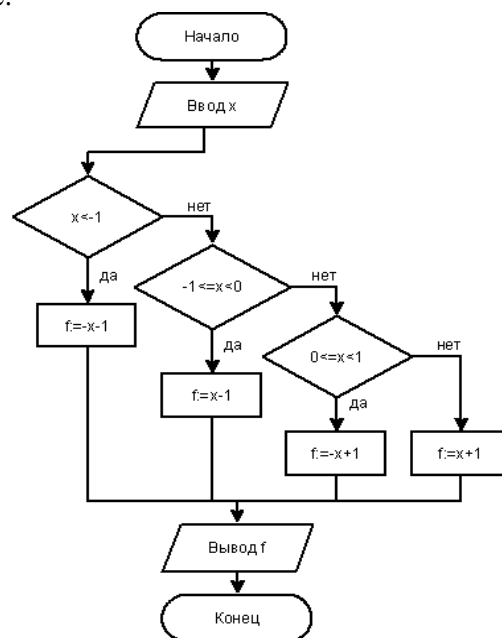 Начало
Ввод x
x<-1
нет
да
-1<=x<0
нет
f:=-x-1
да
0<=x<1
нет
f:=x-1
да
f:=-x+1
f:=x+1
Вывод f
Конец